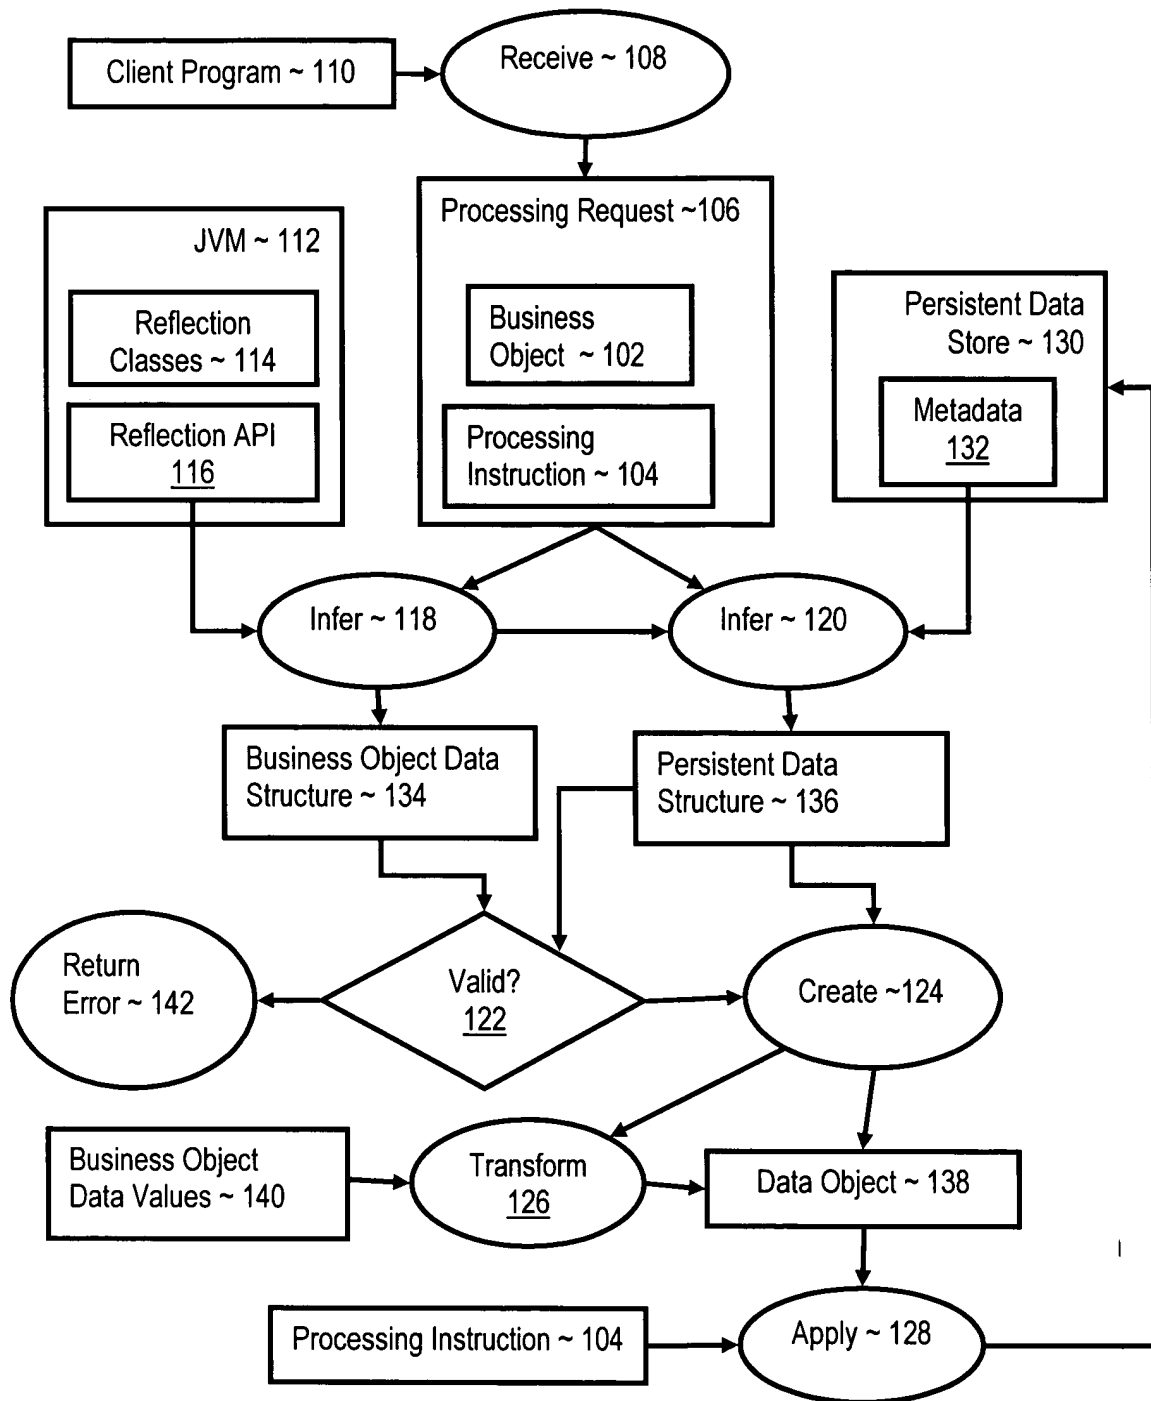 Client Program ~ 110
Receive ~ 108
Processing Request ~106
JVM ~ 112
Reflection
Classes ~ 114
Reflection API
116
Business
Object ~ 102
Processing
Instruction ~ 104
Persistent Data
Store ~ 130
Metadata
132
Infer ~ 118
Infer ~ 120
Business Object Data
Structure ~ 134
Persistent Data
Structure ~ 136
Return
Error ~ 142
Valid?
122
Create ~124
Business Object
Data Values ~ 140
Transform
126
Data Object ~ 138
Processing Instruction ~ 104
Apply ~ 128